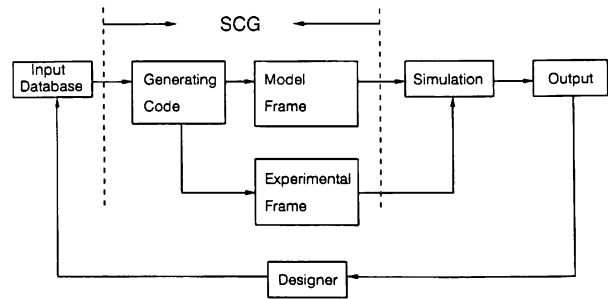 SCG
Input
Database
Generating
Code
Model
Frame
Simulation
Output
Experimental
Frame
Designer